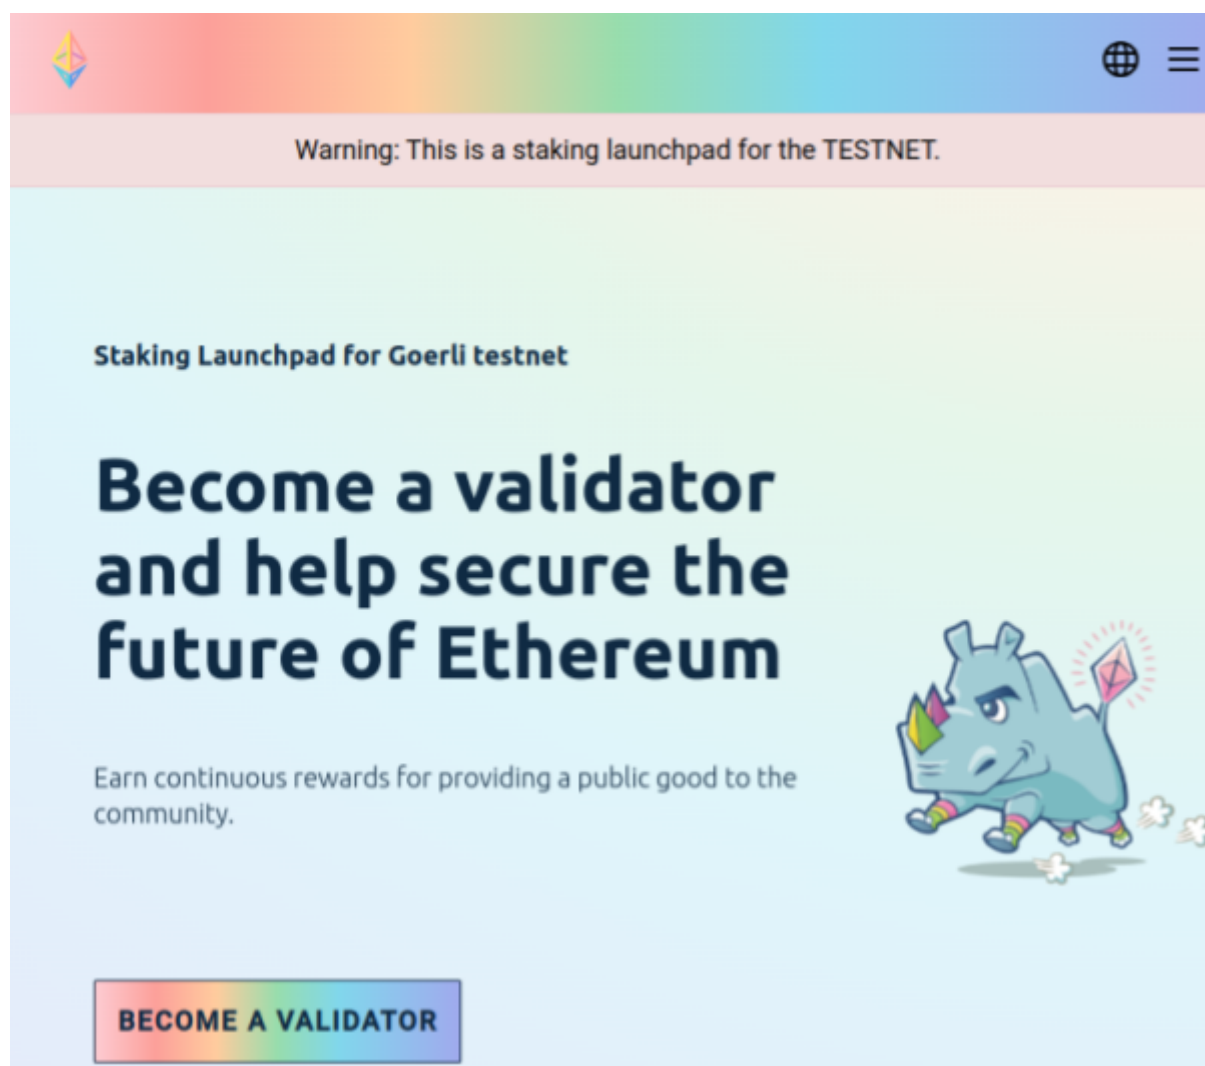 Warning: This is a staking launchpad for the TESTNET.
Staking Launchpad for Goerli testnet
Become a validator
and help secure the
future of Ethereum
Earn continuous rewards for providing a public good to the
community.
BECOME A VALIDATOR